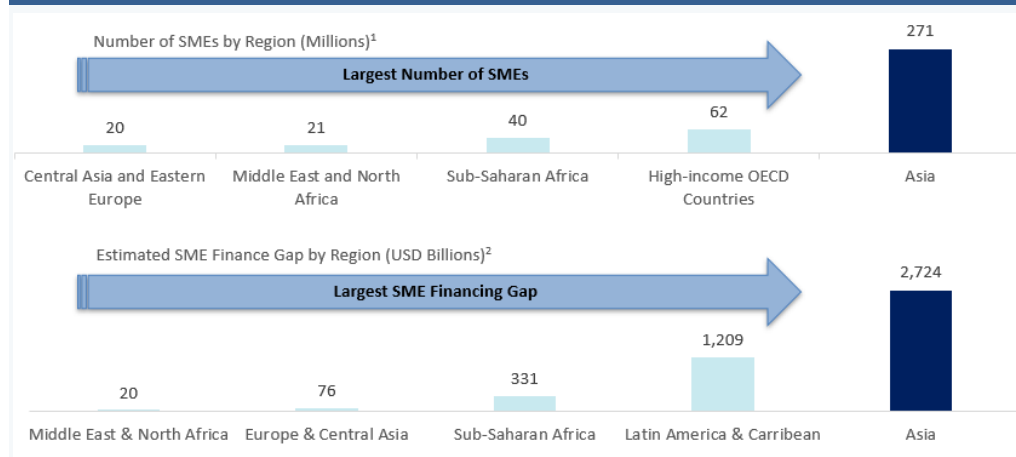 Number of SMEs by Region (Millions)¹
271
Largest Number of SMEs
20
21
40
62
Central Asia and Eastern
Europe
Middle East and North
Africa
Sub-Saharan Africa
High-income OECD
Countries
Asia
Estimated SME Finance Gap by Region (USD Billions)²
2,724
Largest SME Financing Gap
20
76
331
1,209
Middle East & North Africa
Europe & Central Asia
Sub-Saharan Africa
Latin America & Carribean
Asia